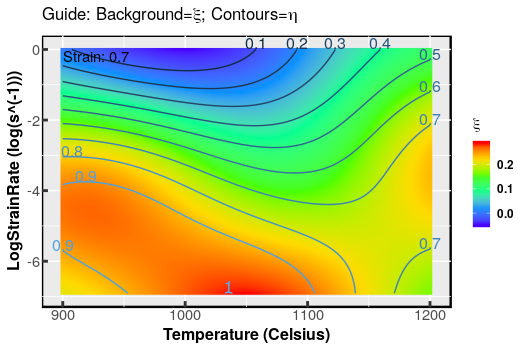 Guide: Background=ξ; Contours=η
Strain: 0.7
0.1 0.2 0.3 0.4
0.5
0.6
0.7
0.8
0.9
0.9
0.7
1
0
-2
-4
-6
LogStrainRate (log(s^(-1)))
900 1000 1100 1200
Temperature (Celsius)
ξ
0.2
0.1
0.0